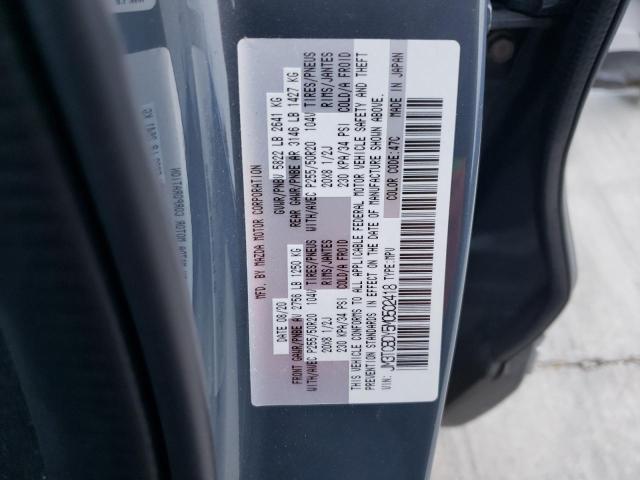 MFD. BY MAZDA MOTOR CORPORATION
DATE 08/20 GVWR/PNBV 5822 LB 2641 KG
FRONT GAWR/PNBE AV 2756 LB 1250 KG REAR GAWR/PNBE AR 3146 LB 1427 KG
WITH/AVEC P255/50R20 104V TIRES/PNEUS WITH/AVEC P255/50R20 104V TIRES/PNEUS
20X8 1/2J RIMS/JANTES 20X8 1/2J RIMS/JANTES
230 KPA/34 PSI COLD/A FROID 230 KPA/34 PSI COLD/A FROID
THIS VEHICLE CONFORMS TO ALL APPLICABLE FEDERAL MOTOR VEHICLE SAFETY AND THEFT
PREVENTION STANDARDS IN EFFECT ON THE DATE OF MANUFACTURE SHOWN ABOVE.
COLOR CODE:47C MADE IN JAPAN
VIN: JM3TCBDY5M0502418 TYPE:MPV